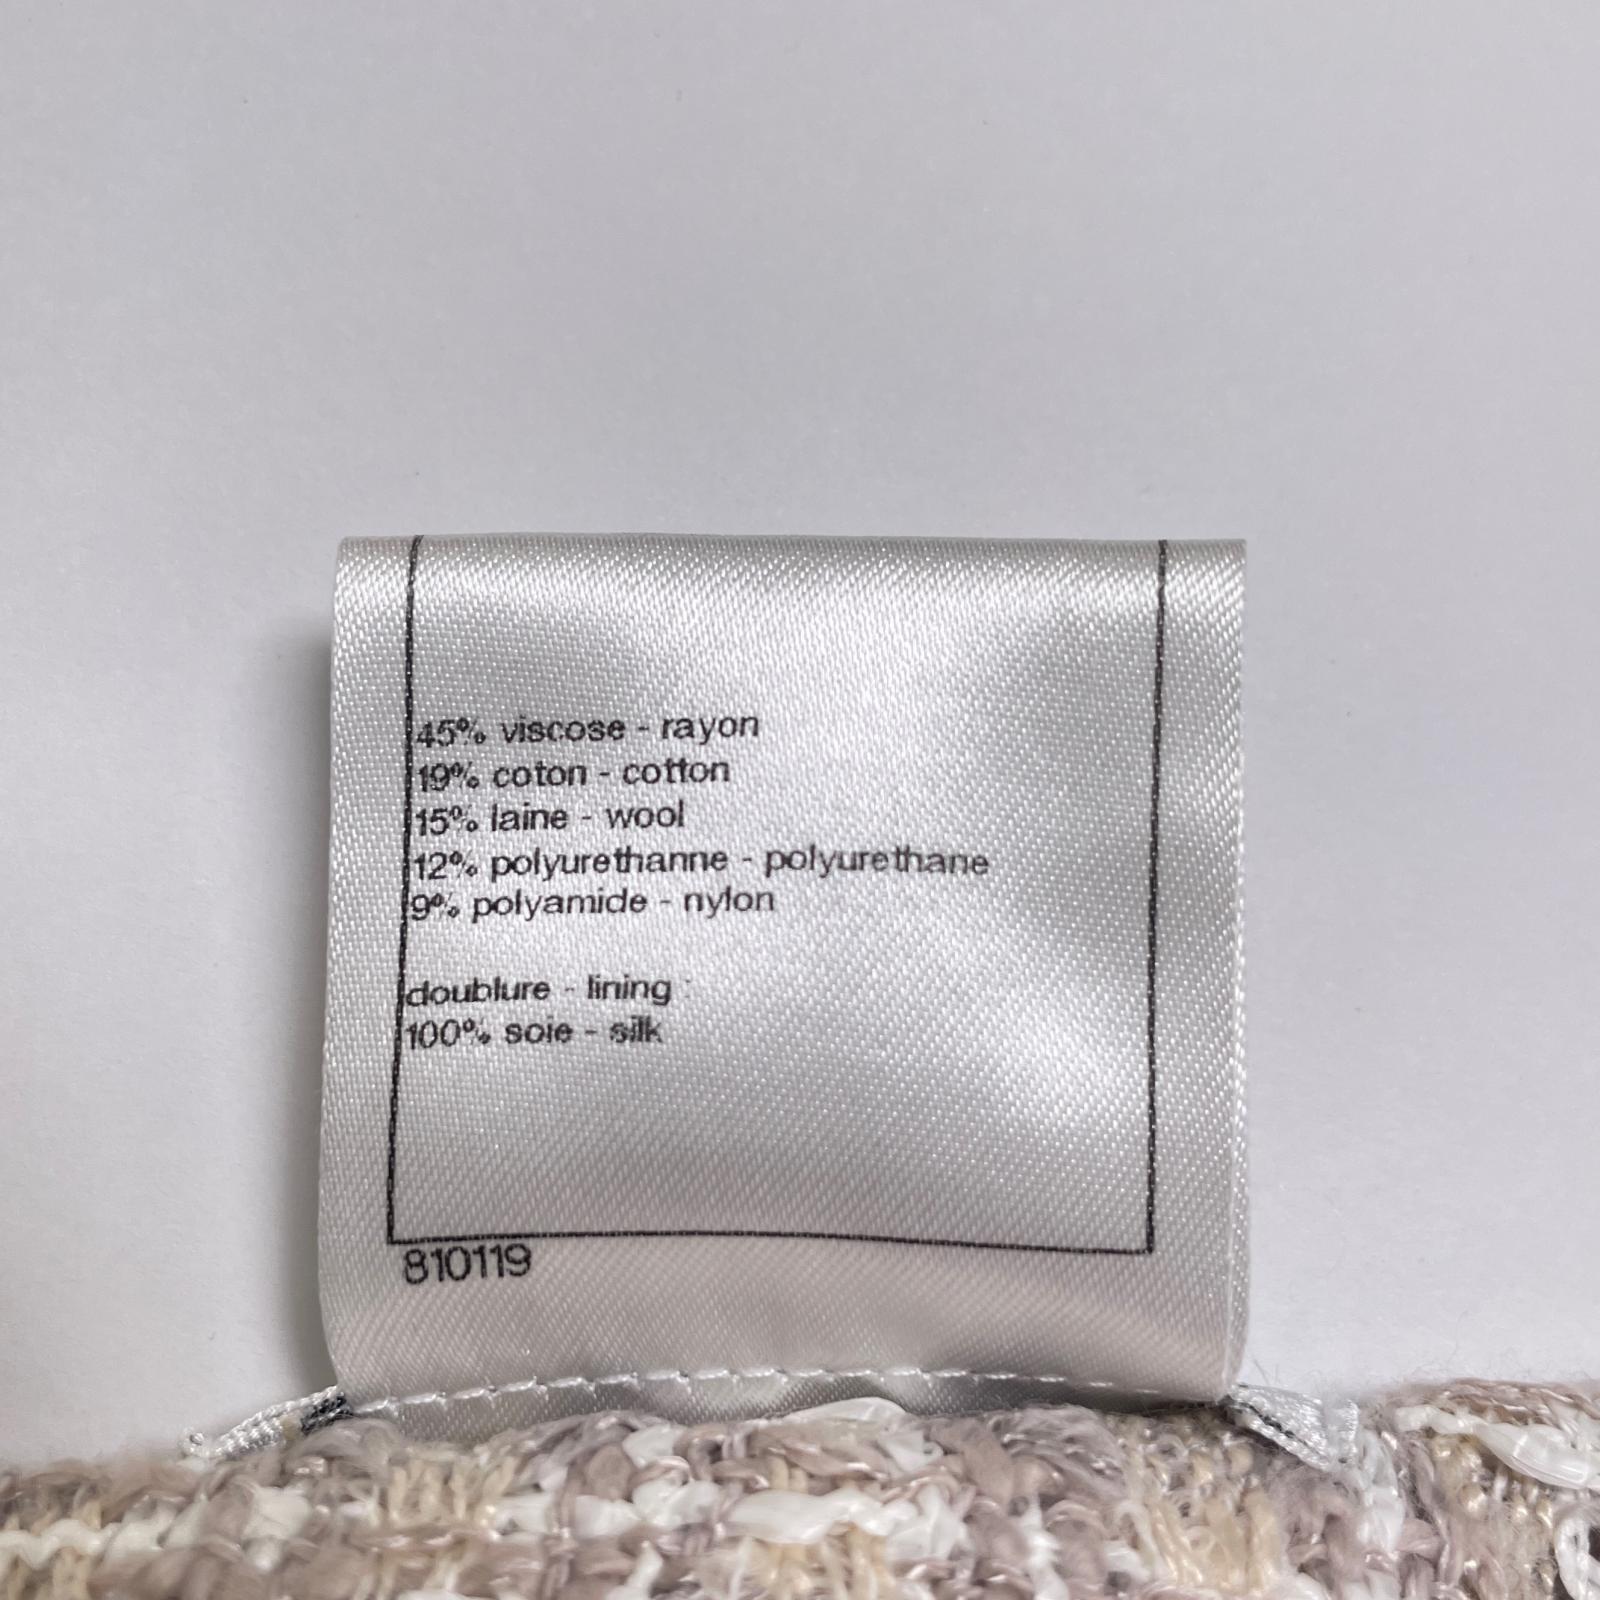 45% viscose - rayon
19% coton - cotton
15% laine - wool
12% polyurethanne - polyurethane
9% polyamide - nylon
doublure - lining :
100% soie - silk
810119